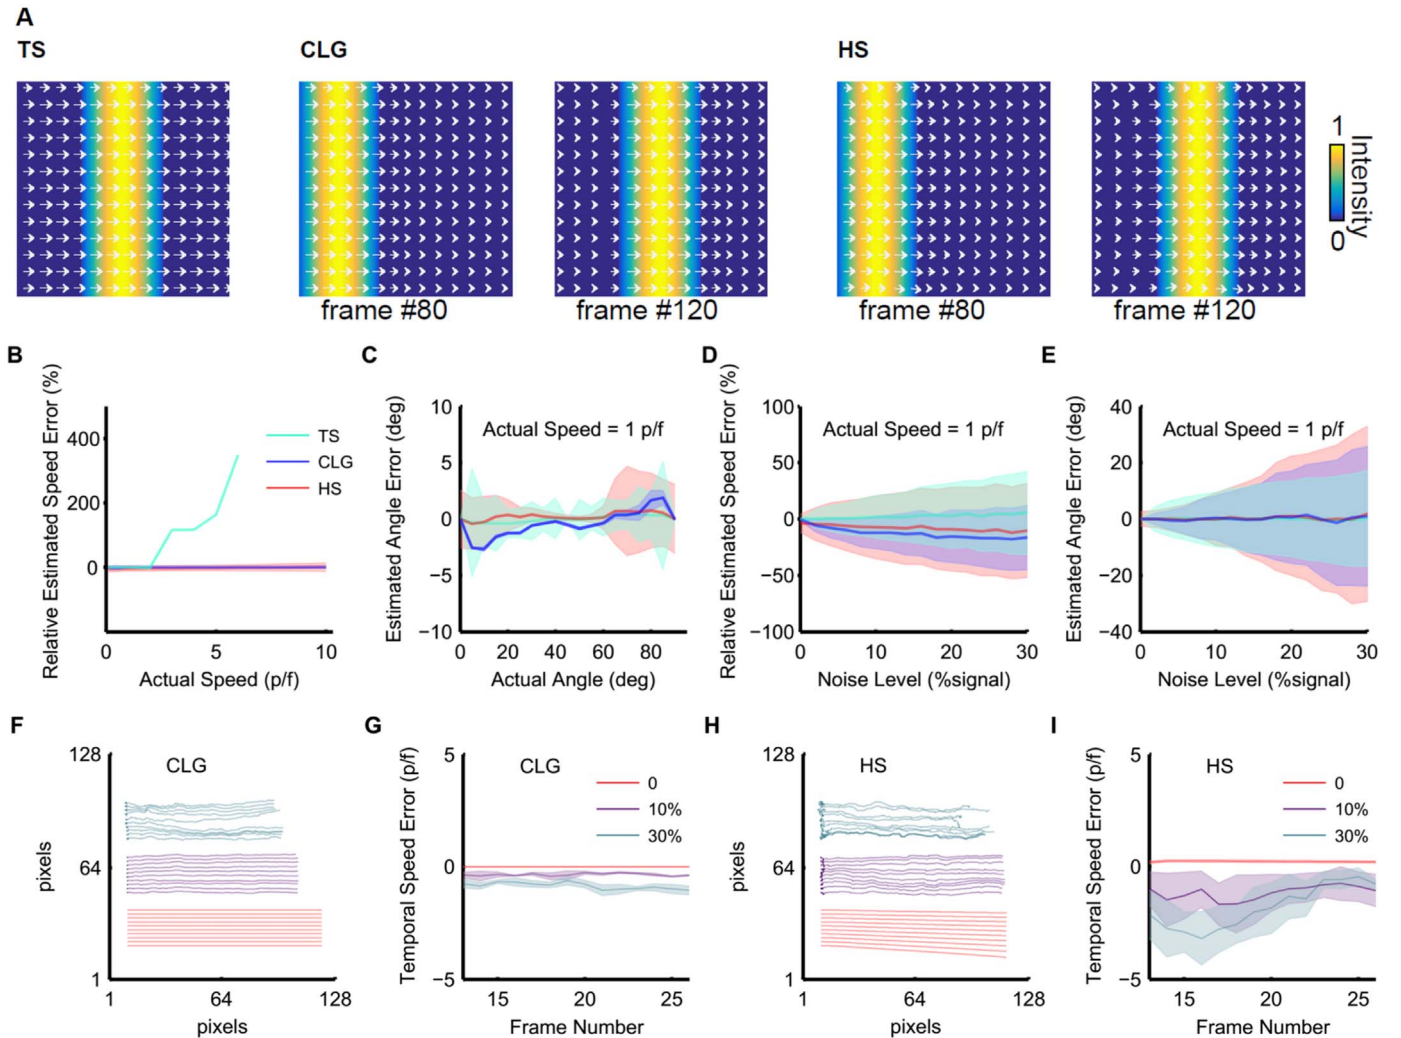 A
TS
CLG
HS
frame #80
frame #120
frame #80
frame #120
1
0
Intensity
B
Relative Estimated Speed Error (%)
400
200
0
0
5
10
Actual Speed (p/f)
TS
CLG
HS
C
Estimated Angle Error (deg)
10
5
0
−5
−10
Actual Speed = 1 p/f
0
20
40
60
80
Actual Angle (deg)
D
Relative Estimated Speed Error (%)
100
50
0
−50
−100
Actual Speed = 1 p/f
0
10
20
30
Noise Level (%signal)
E
Estimated Angle Error (deg)
40
20
0
−20
−40
Actual Speed = 1 p/f
0
10
20
30
Noise Level (%signal)
F
CLG
pixels
128
64
1
1
64
128
pixels
G
CLG
Temporal Speed Error (p/f)
5
0
−5
0
10%
30%
15
20
25
Frame Number
H
HS
pixels
128
64
1
1
64
128
pixels
I
HS
Temporal Speed Error (p/f)
5
0
−5
0
10%
30%
15
20
25
Frame Number